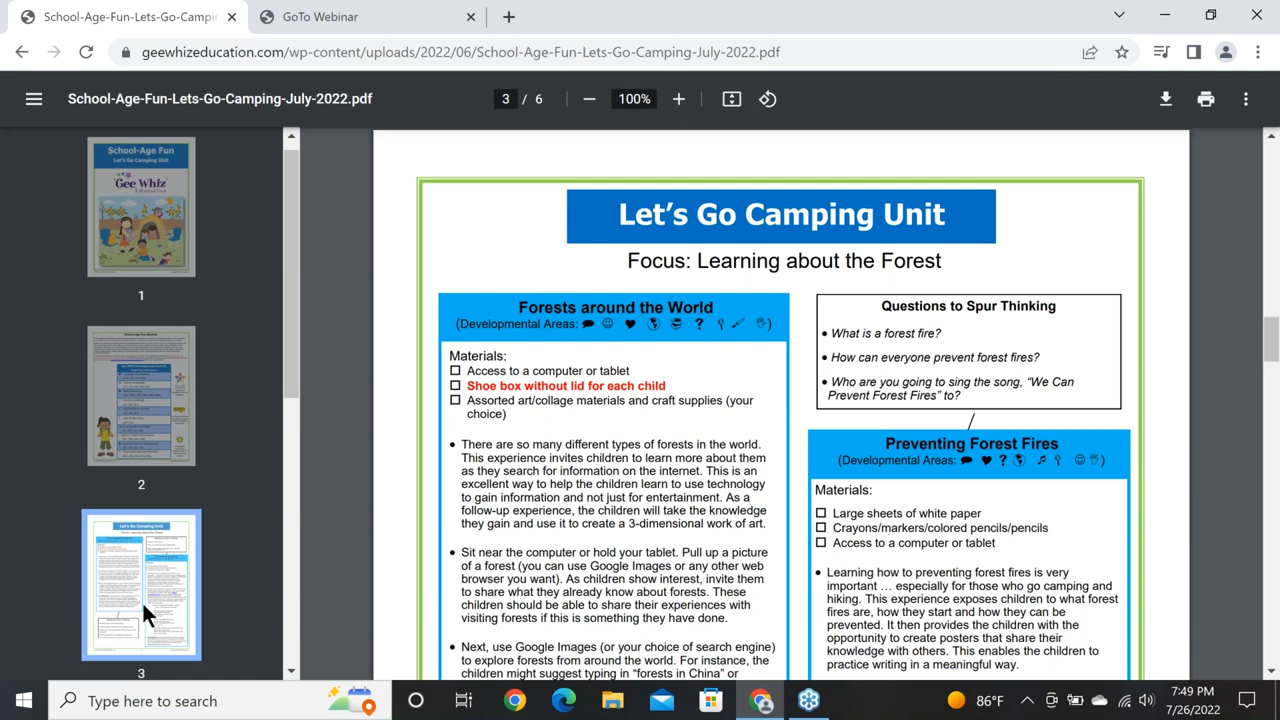 School-Age-Fun-Lets-Go-Campin
GoTo Webinar
geewhizeducation.com/wp-content/uploads/2022/06/School-Age-Fun-Lets-Go-Camping-July-2022.pdf
School-Age-Fun-Lets-Go-Camping-July-2022.pdf
3 / 6
100%
School-Age Fun
Let's Go Camping Unit
Gee Whiz
Education
1
2
3
Let's Go Camping Unit
Focus: Learning about the Forest
Forests around the World
(Developmental Areas: ? )
Materials:
Access to a computer or tablet
Shoe box without lid for each child
Assorted art/collage materials and craft supplies (your
choice)
• There are so many different types of forests in the world.
This experience invites children to learn more about them
as they search for information on the internet. This is an
excellent way to help the children learn to use technology
to gain information and not just for entertainment. As a
follow-up experience, the children will take the knowledge
they gain and use it to create a 3-dimensional work of art.
• Sit near the computer or hold your tablet. Pull up a picture
of a forest (you can use Google Images or any other web
browser you want). As children show interest, invite them
to share what they already know about forests. These
children should be able to share their experiences with
visiting forests if this is something they have done.
• Next, use Google Images (or your choice of search engine)
to explore forests from around the world. For instance, the
children might suggest typing in "forests in China" or
Questions to Spur Thinking
• What is a forest fire?
• How can everyone prevent forest fires?
• Who are you going to sing the song, "We Can
Prevent Forest Fires" to?
Preventing Forest Fires
(Developmental Areas: ? )
Materials:
Large sheets of white paper
Crayons/markers/colored pencils/pencils
Access to a computer or tablet
• Learning how to preventing forest fires is very
important … especially for those who go camping and
hiking. This experience exposes children to what forest
fires are, how they start and how they can be
prevented. It then provides the children with the
opportunity to create posters that share their
knowledge with others. This enables the children to
practice writing in a meaningful way.
Type here to search
86°F
7:49 PM
7/26/2022